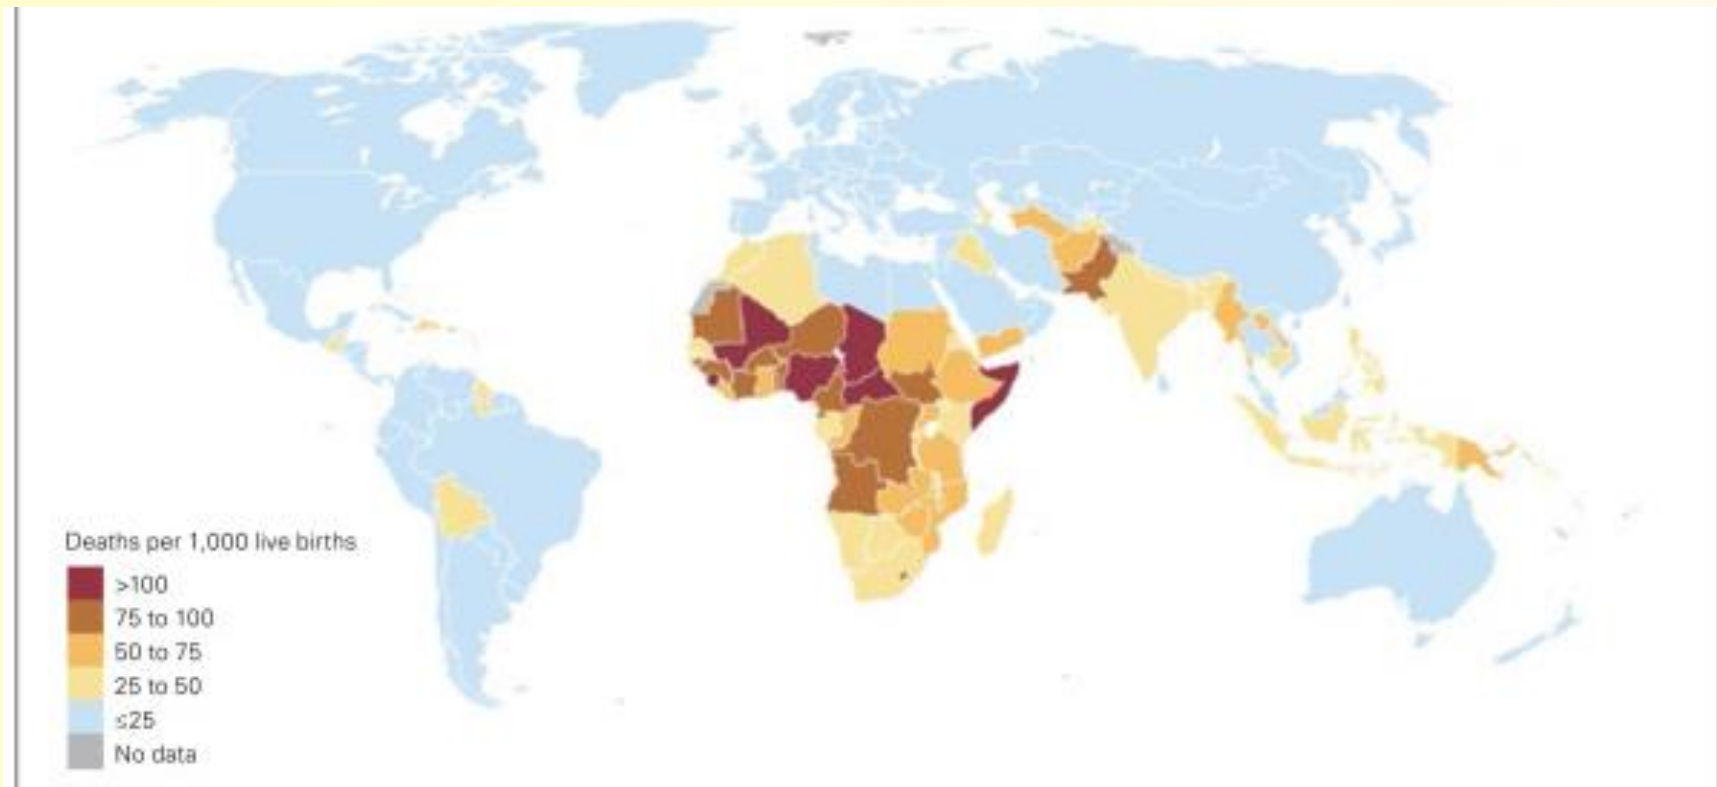 Deaths per 1,000 live births
>100
75 to 100
50 to 75
25 to 50
≤25
No data